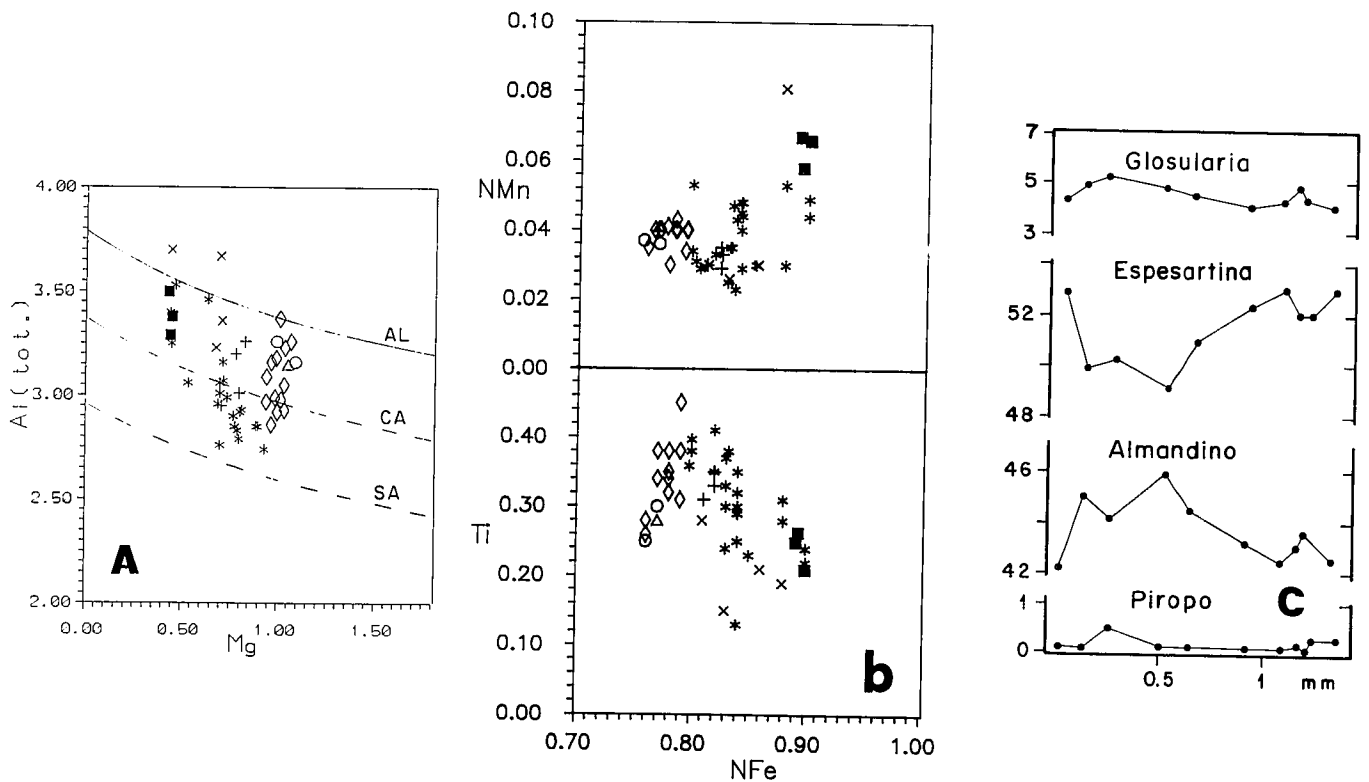 4.00
3.50
3.00
2.50
2.00
Al(tot.)
AL
CA
SA
A
0.00
0.50
1.00
1.50
Mg
0.10
0.08
0.06
0.04
0.02
0.00
NMn
0.40
0.30
0.20
0.10
0.00
Ti
b
0.70
0.80
0.90
1.00
NFe
7
5
3
Glosularia
Espesartina
52
48
Almandino
46
42
Piropo
C
1
0
0.5
1
mm